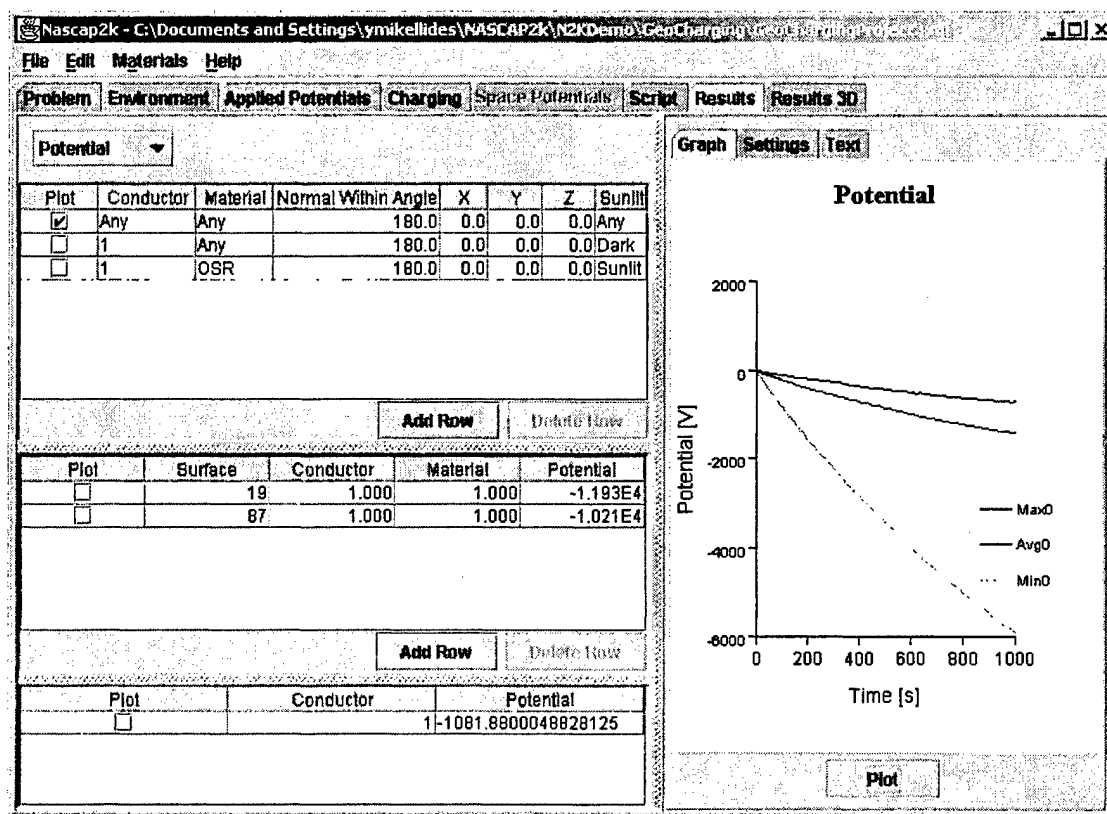 Nascap2k - C:\Documents and Settings\ymikellides\NASCAP2k\N2KDemo\GeoCharging\GeoChargingProject.xml
File Edit Materials Help
Problem Environment Applied Potentials Charging Space Potentials Script Results Results 3D
Potential
Plot Conductor Material Normal Within Angle X Y Z Sunlit
Any Any 180.0 0.0 0.0 0.0 Any
1 Any 180.0 0.0 0.0 0.0 Dark
1 OSR 180.0 0.0 0.0 0.0 Sunlit
Add Row Delete Row
Plot Surface Conductor Material Potential
19 1.000 1.000 -1.193E4
87 1.000 1.000 -1.021E4
Add Row Delete Row
Plot Conductor Potential
1 -1081.8800048828125
Graph Settings Text
Potential
2000
0
-2000
-4000
-6000
Potential [V]
Max0
Avg0
Min0
0 200 400 600 800 1000
Time [s]
Plot